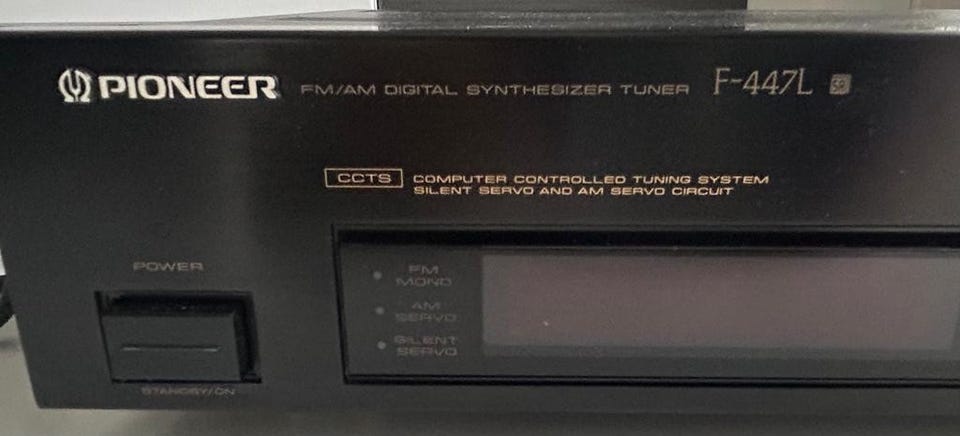 PIONEER FM/AM DIGITAL SYNTHESIZER TUNER F-447L
CCTS COMPUTER CONTROLLED TUNING SYSTEM
SILENT SERVO AND AM SERVO CIRCUIT
POWER
FM
MONO
AM
SERVO
SILENT
SERVO
STANDBY/ON